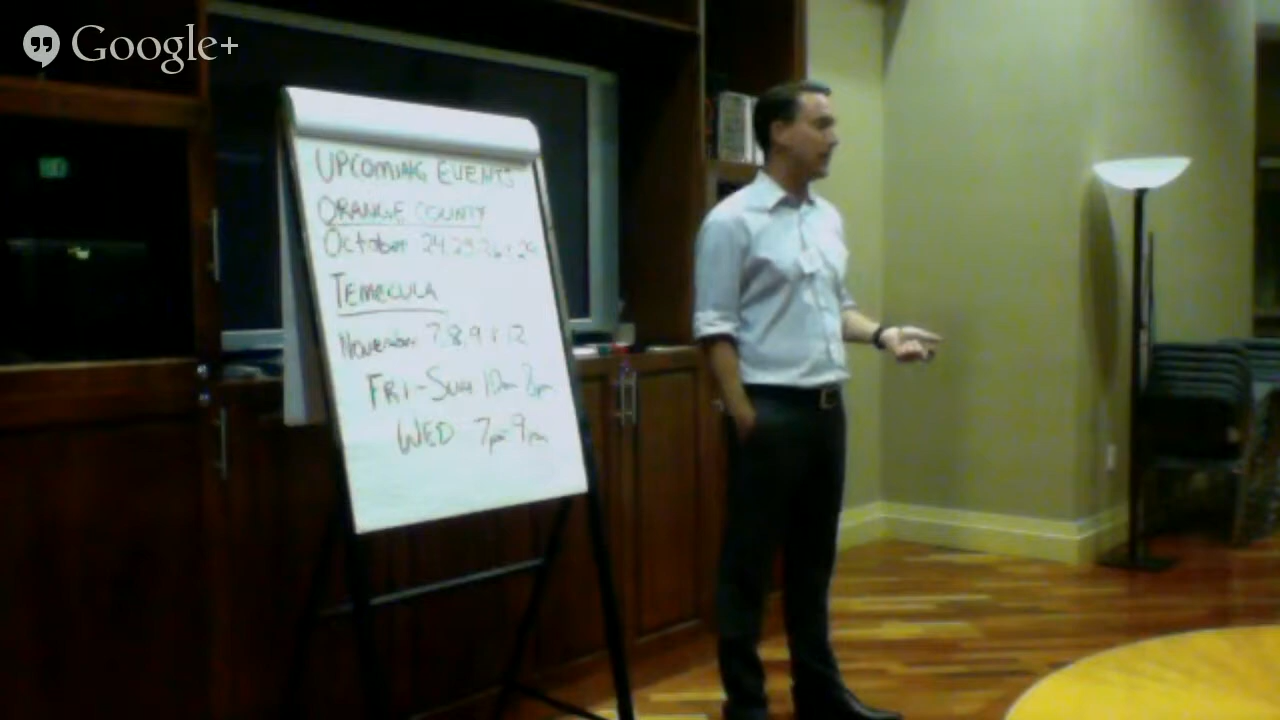 Google+
UPCOMING EVENTS
ORANGE COUNTY
October 24, 25, 26 & 29
TEMECULA
November 7, 8, 9 & 12
FRI-SUN 10am
WED 7pm 9pm